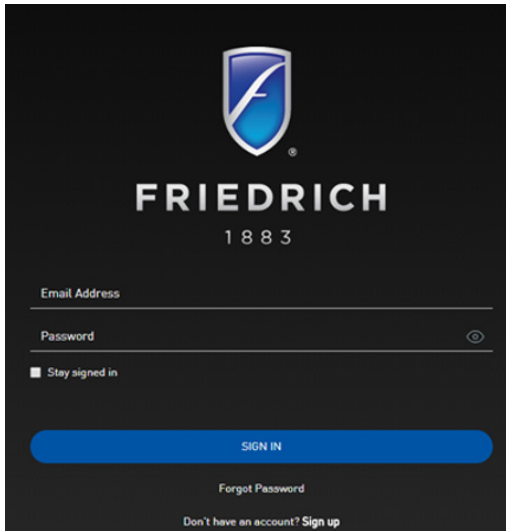 ®
FRIEDRICH
1883
Email Address
Password
Stay signed in
SIGN IN
Forgot Password
Don't have an account? Sign up